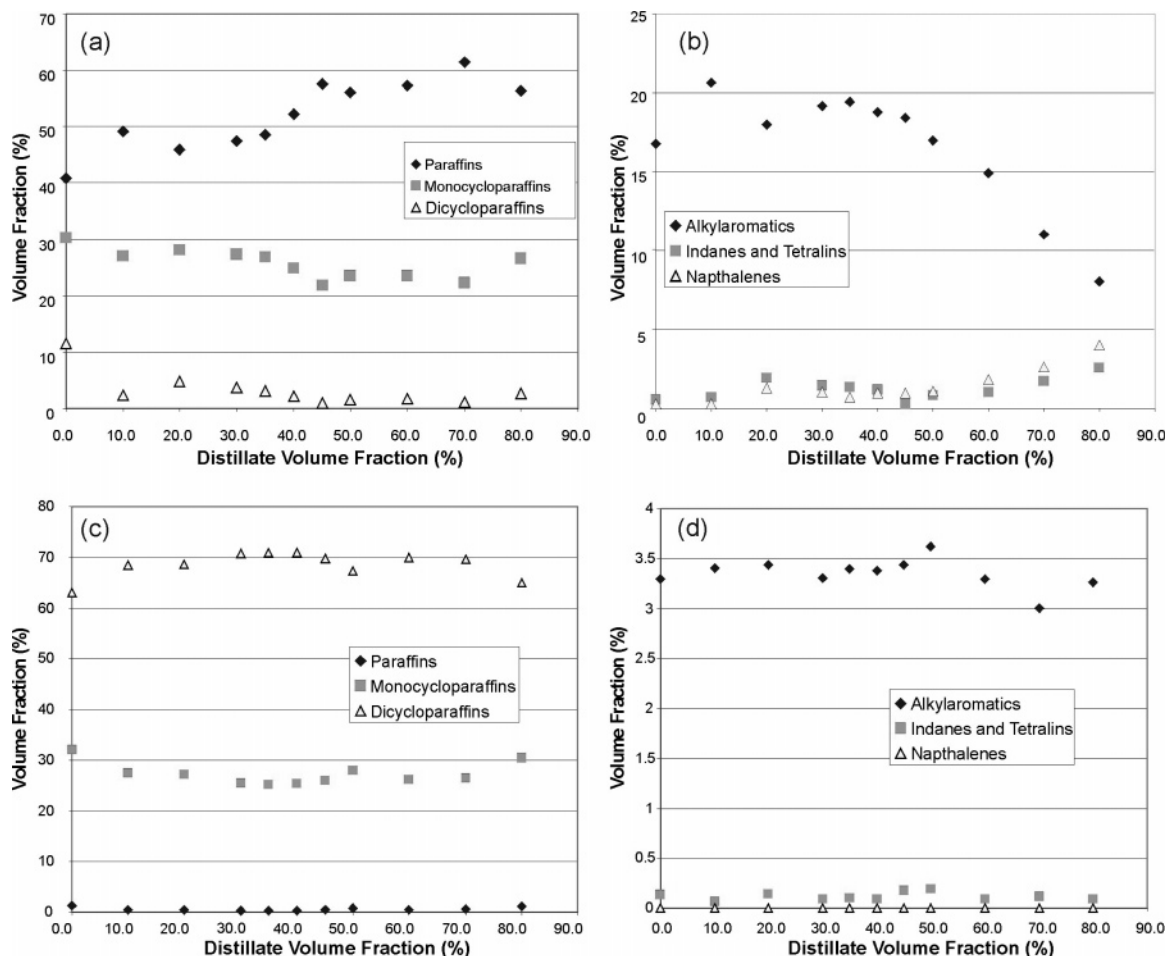 (a)
Volume Fraction (%)
70
60
50
40
30
20
10
0
Paraffins
Monocycloparaffins
Dicycloparaffins
0.0 10.0 20.0 30.0 40.0 50.0 60.0 70.0 80.0 90.0
Distillate Volume Fraction (%)
(b)
Volume Fraction (%)
25
20
15
10
5
0
Alkylaromatics
Indanes and Tetralins
Napthalenes
0.0 10.0 20.0 30.0 40.0 50.0 60.0 70.0 80.0 90.0
Distillate Volume Fraction (%)
(c)
Volume Fraction (%)
80
70
60
50
40
30
20
10
0
Paraffins
Monocycloparaffins
Dicycloparaffins
0.0 10.0 20.0 30.0 40.0 50.0 60.0 70.0 80.0 90.0
Distillate Volume Fraction (%)
(d)
Volume Fraction (%)
4
3.5
3
2.5
2
1.5
1
0.5
0
Alkylaromatics
Indanes and Tetralins
Napthalenes
0.0 10.0 20.0 30.0 40.0 50.0 60.0 70.0 80.0 90.0
Distillate Volume Fraction (%)